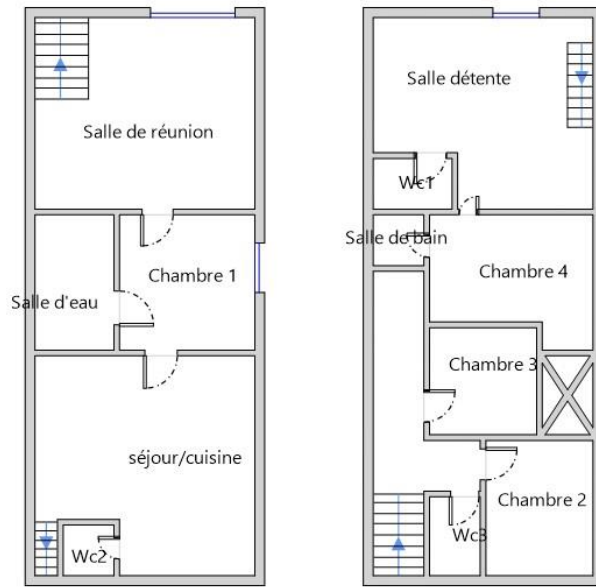 Salle de réunion
Chambre 1
Salle d'eau
séjour/cuisine
Wc2
Salle détente
Wc1
Salle de bain
Chambre 4
Chambre 3
Chambre 2
Wc3